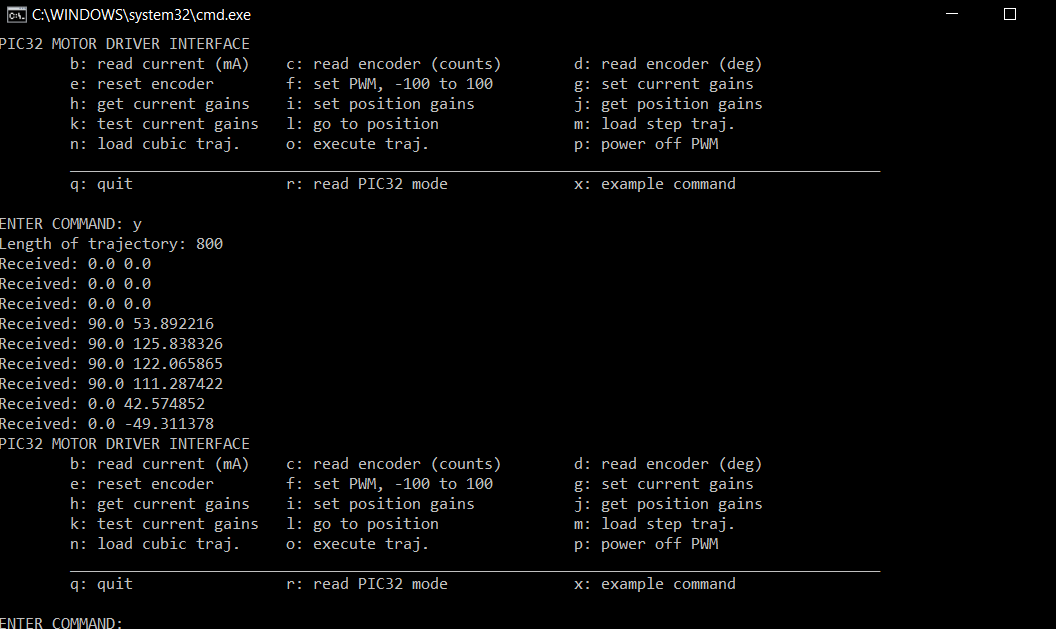 C:\WINDOWS\system32\cmd.exe
PIC32 MOTOR DRIVER INTERFACE
b: read current (mA) c: read encoder (counts) d: read encoder (deg)
e: reset encoder f: set PWM, -100 to 100 g: set current gains
h: get current gains i: set position gains j: get position gains
k: test current gains l: go to position m: load step traj.
n: load cubic traj. o: execute traj. p: power off PWM
q: quit r: read PIC32 mode x: example command
ENTER COMMAND: y
Length of trajectory: 800
Received: 0.0 0.0
Received: 0.0 0.0
Received: 0.0 0.0
Received: 90.0 53.892216
Received: 90.0 125.838326
Received: 90.0 122.065865
Received: 90.0 111.287422
Received: 0.0 42.574852
Received: 0.0 -49.311378
PIC32 MOTOR DRIVER INTERFACE
b: read current (mA) c: read encoder (counts) d: read encoder (deg)
e: reset encoder f: set PWM, -100 to 100 g: set current gains
h: get current gains i: set position gains j: get position gains
k: test current gains l: go to position m: load step traj.
n: load cubic traj. o: execute traj. p: power off PWM
q: quit r: read PIC32 mode x: example command
ENTER COMMAND: